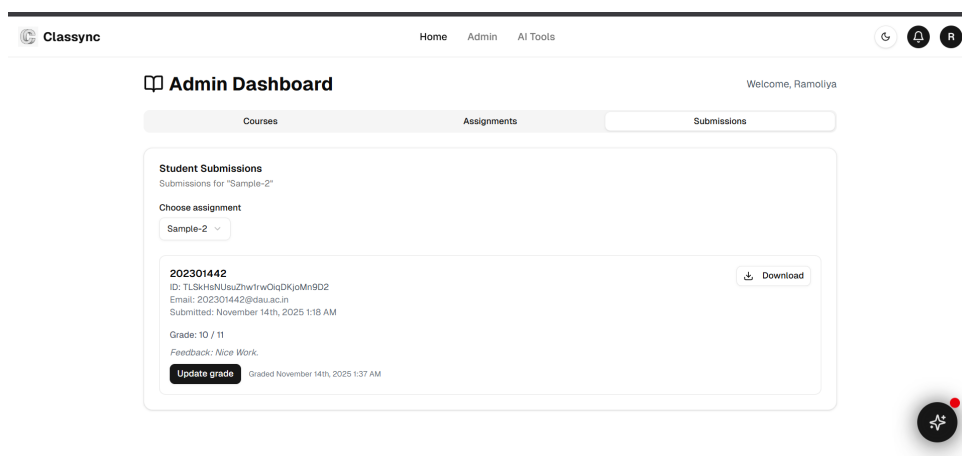 Classync
Home Admin AI Tools
R
Admin Dashboard
Welcome, Ramoliya
Courses Assignments Submissions
Student Submissions
Submissions for "Sample-2"
Choose assignment
Sample-2
202301442
Download
ID: TLSkHsNUsuZhw1rwOiqDKjoMn9D2
Email: 202301442@dau.ac.in
Submitted: November 14th, 2025 1:18 AM
Grade: 10 / 11
Feedback: Nice Work.
Update grade Graded November 14th, 2025 1:37 AM